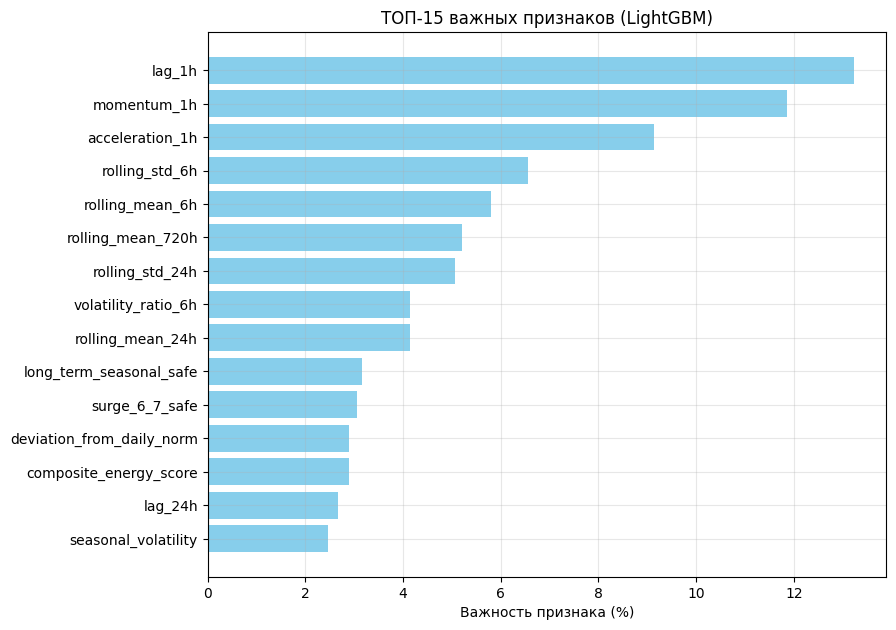 ТОП-15 важных признаков (LightGBM)
lag_1h
momentum_1h
acceleration_1h
rolling_std_6h
rolling_mean_6h
rolling_mean_720h
rolling_std_24h
volatility_ratio_6h
rolling_mean_24h
long_term_seasonal_safe
surge_6_7_safe
deviation_from_daily_norm
composite_energy_score
lag_24h
seasonal_volatility
0 2 4 6 8 10 12
Важность признака (%)